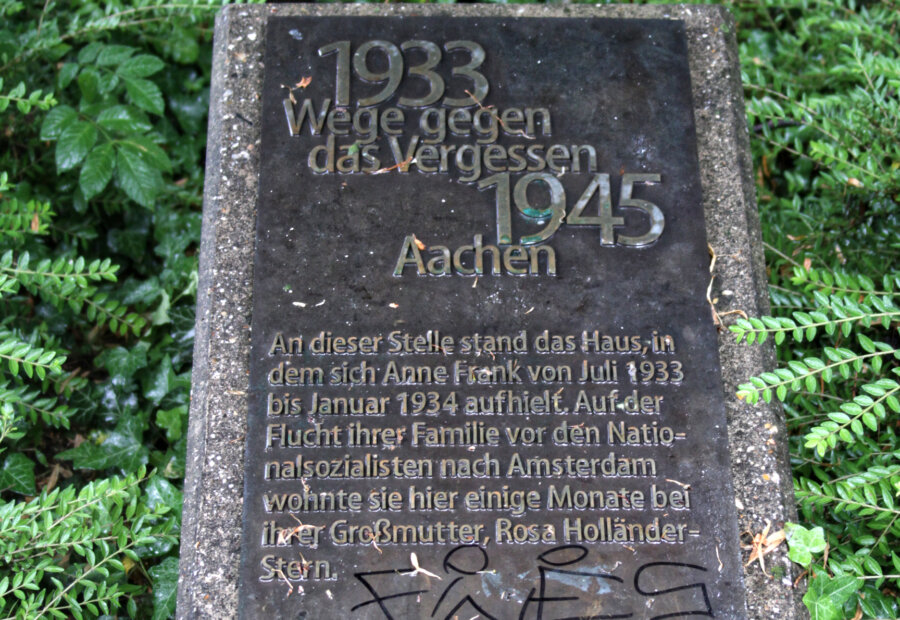 1933
Wege gegen
das Vergessen
1945
Aachen
An dieser Stelle stand das Haus, in
dem sich Anne Frank von Juli 1933
bis Januar 1934 aufhielt. Auf der
Flucht ihrer Familie vor den Natio-
nalsozialisten nach Amsterdam
wohnte sie hier einige Monate bei
ihrer Großmutter, Rosa Holländer-
Stern.